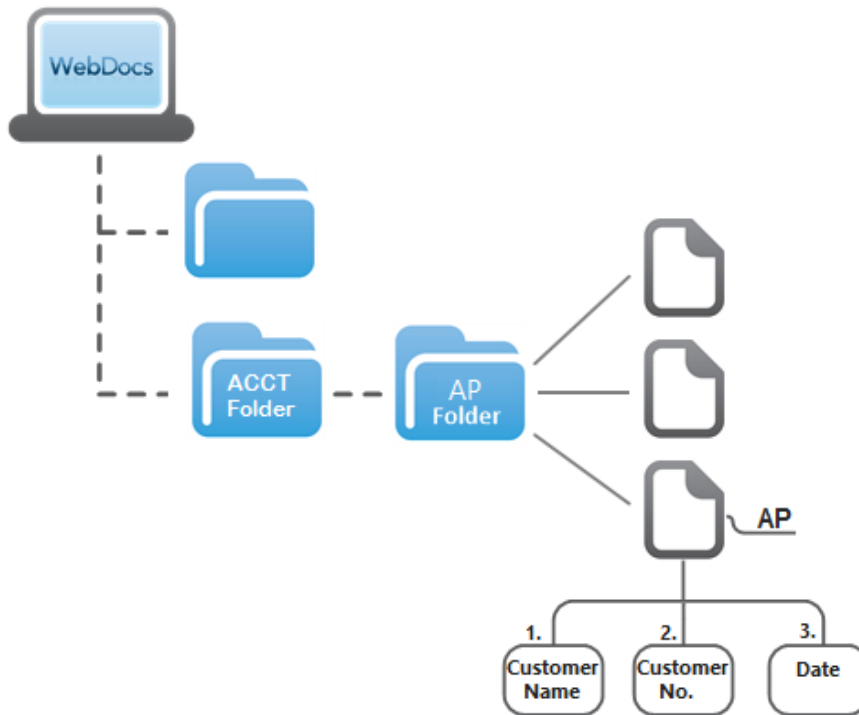 WebDocs
ACCT
Folder
AP
Folder
AP
1.
2.
3.
Customer
Name
Customer
No.
Date